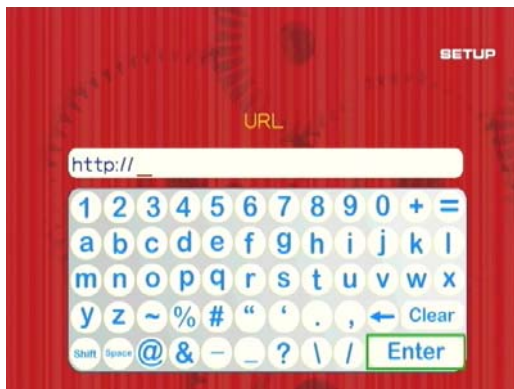 SETUP
URL
http://_
1 2 3 4 5 6 7 8 9 0 + =
a b c d e f g h i j k l
m n o p q r s t u v w x
y z ~ % # “ ‘ . , ← Clear
Shift Space @ & – _ ? \ / Enter